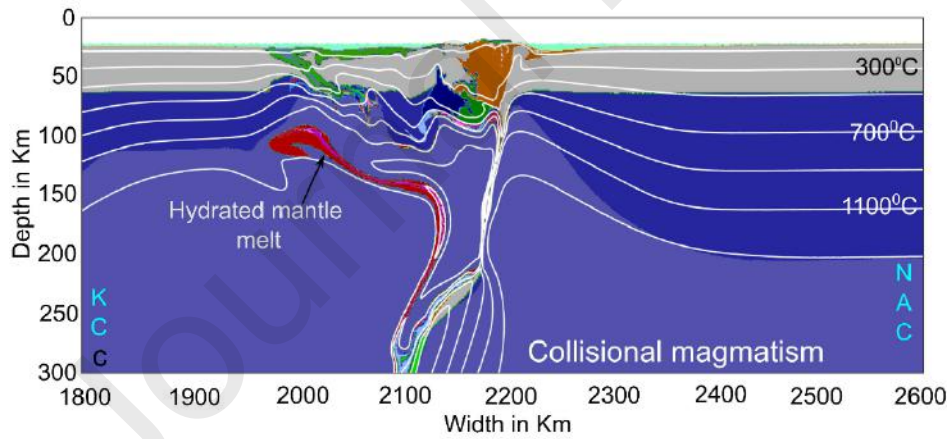 0
50
100
150
200
250
300
Depth in Km
300⁰C
700⁰C
1100⁰C
Hydrated mantle
melt
K
C
C
N
A
C
Collisional magmatism
1800
1900
2000
2100
2200
2300
2400
2500
2600
Width in Km
Journal